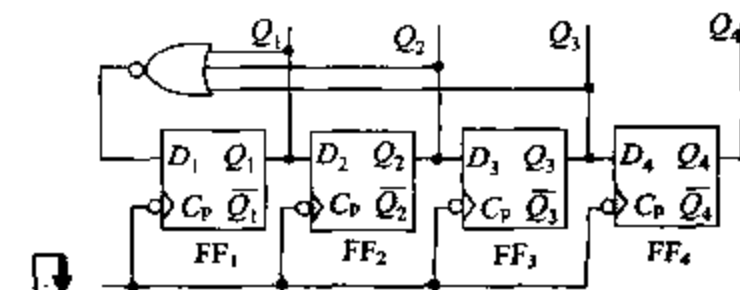 Q₁ Q₂ Q₃ Q₄
D₁ Q₁ D₂ Q₂ D₃ Q₃ D₄ Q₄
Cₚ Q̅₁ Cₚ Q̅₂ Cₚ Q̅₃ Cₚ Q̅₄
FF₁ FF₂ FF₃ FF₄